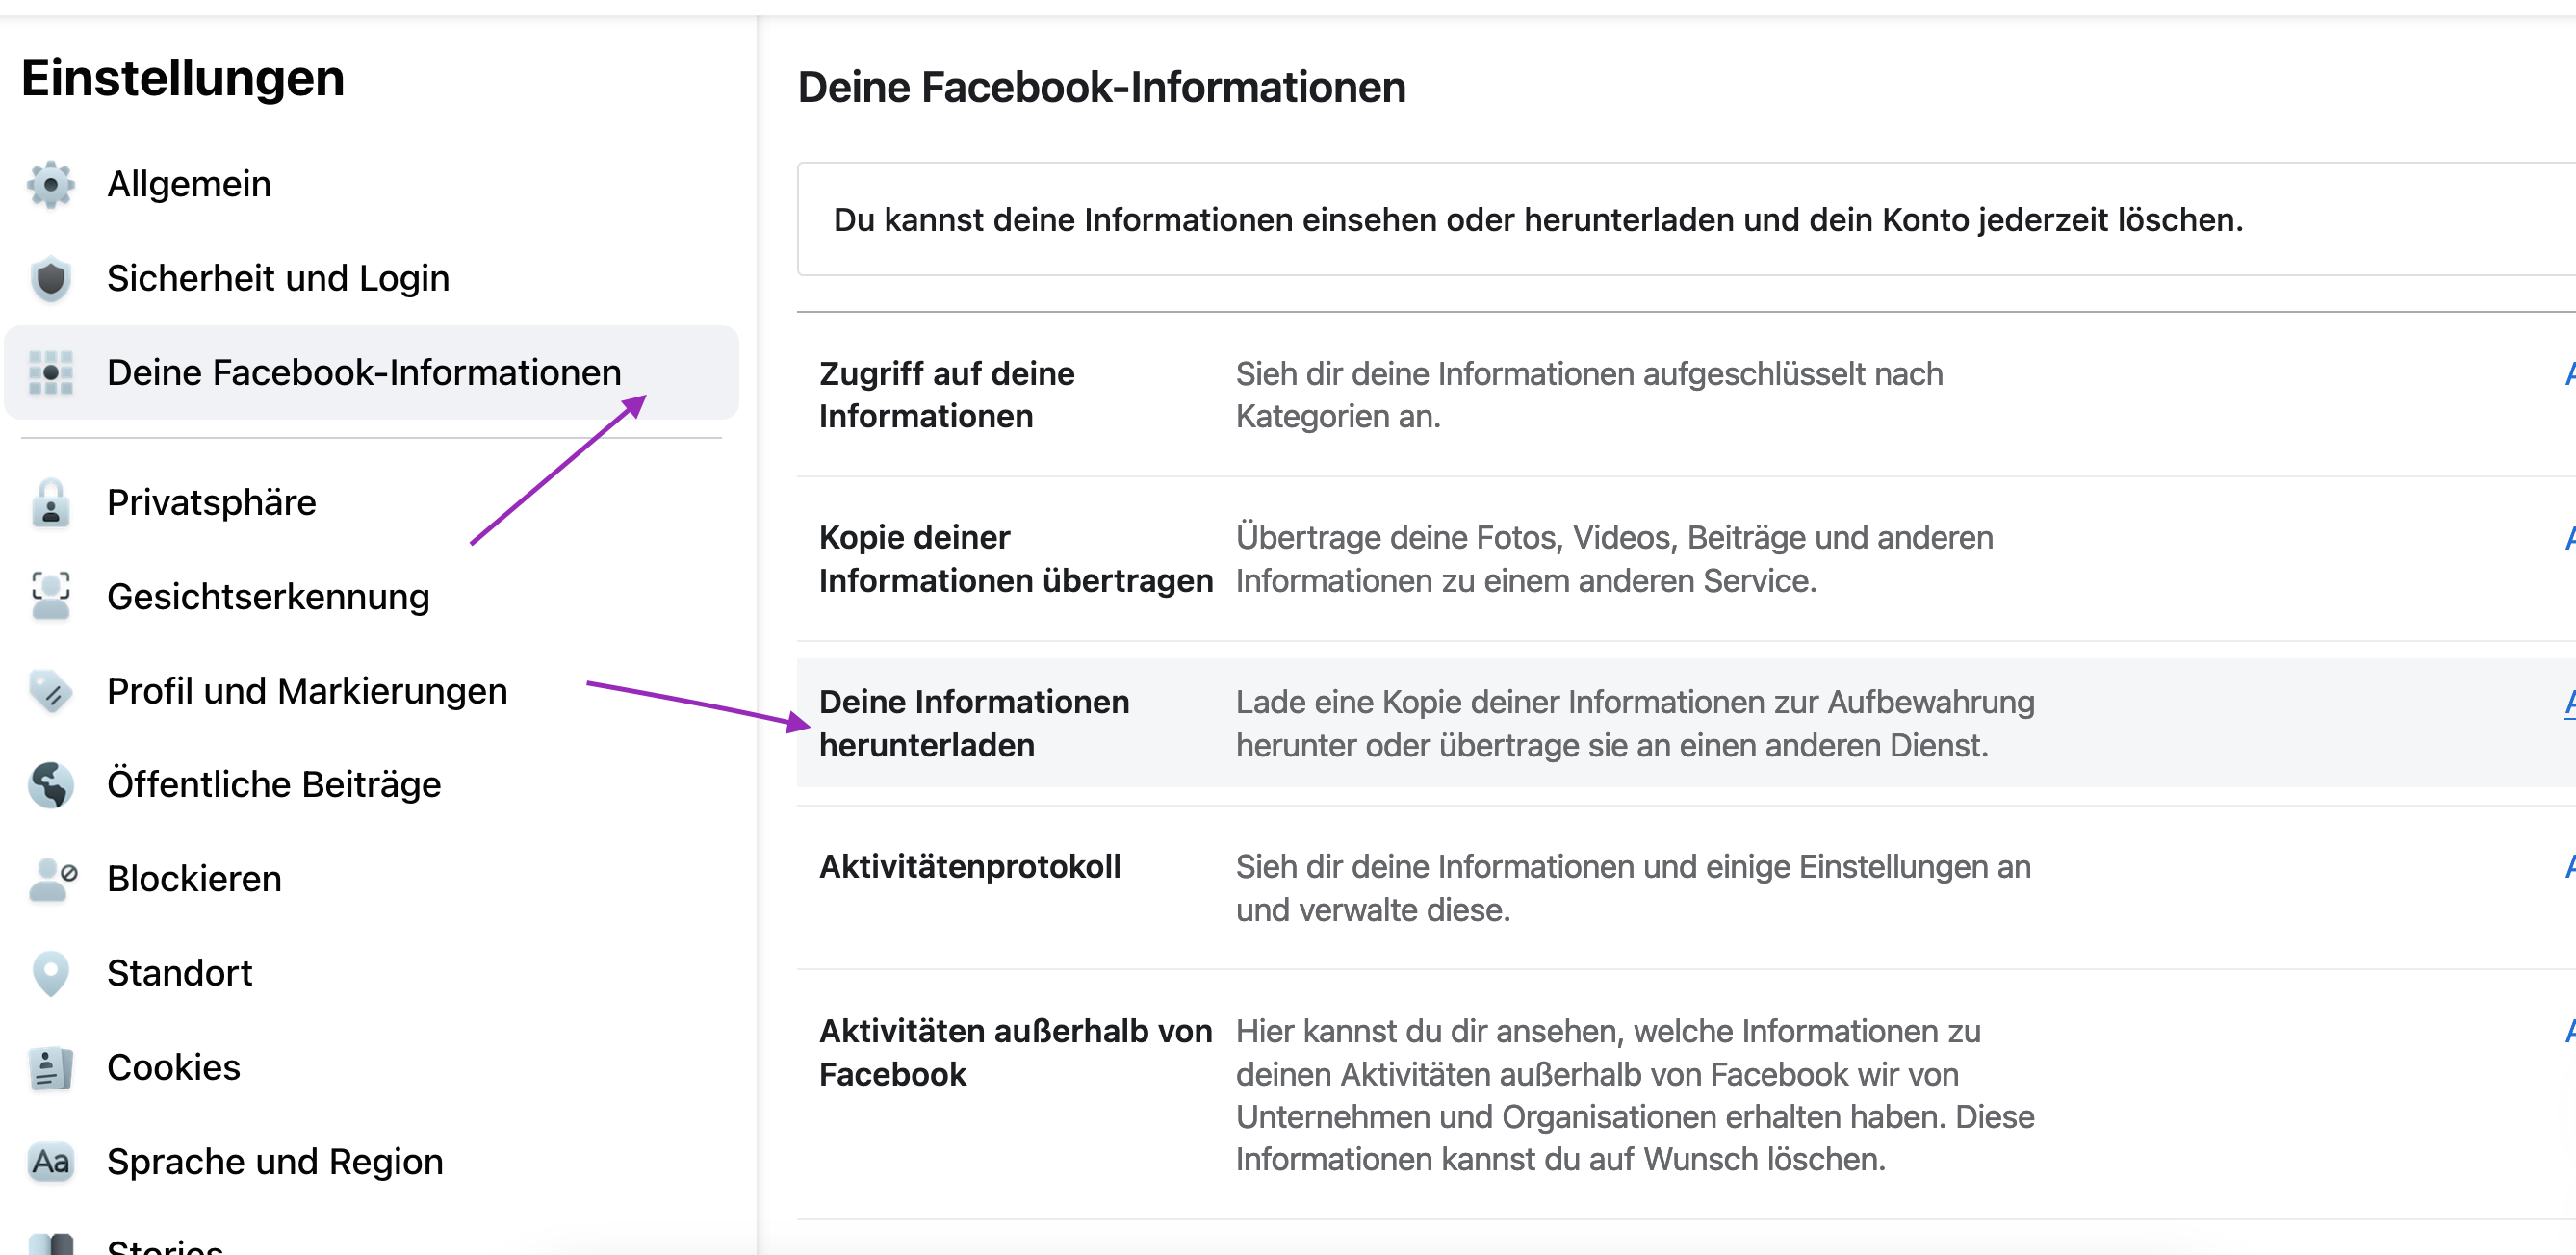 Einstellungen
Allgemein
Sicherheit und Login
Deine Facebook-Informationen
Privatsphäre
Gesichtserkennung
Profil und Markierungen
Öffentliche Beiträge
Blockieren
Standort
Cookies
Aa
Sprache und Region
Stories
Deine Facebook-Informationen
Du kannst deine Informationen einsehen oder herunterladen und dein Konto jederzeit löschen.
Zugriff auf deine
Informationen
Sieh dir deine Informationen aufgeschlüsselt nach
Kategorien an.
Kopie deiner
Informationen übertragen
Übertrage deine Fotos, Videos, Beiträge und anderen
Informationen zu einem anderen Service.
Deine Informationen
herunterladen
Lade eine Kopie deiner Informationen zur Aufbewahrung
herunter oder übertrage sie an einen anderen Dienst.
Aktivitätenprotokoll
Sieh dir deine Informationen und einige Einstellungen an
und verwalte diese.
Aktivitäten außerhalb von
Facebook
Hier kannst du dir ansehen, welche Informationen zu
deinen Aktivitäten außerhalb von Facebook wir von
Unternehmen und Organisationen erhalten haben. Diese
Informationen kannst du auf Wunsch löschen.